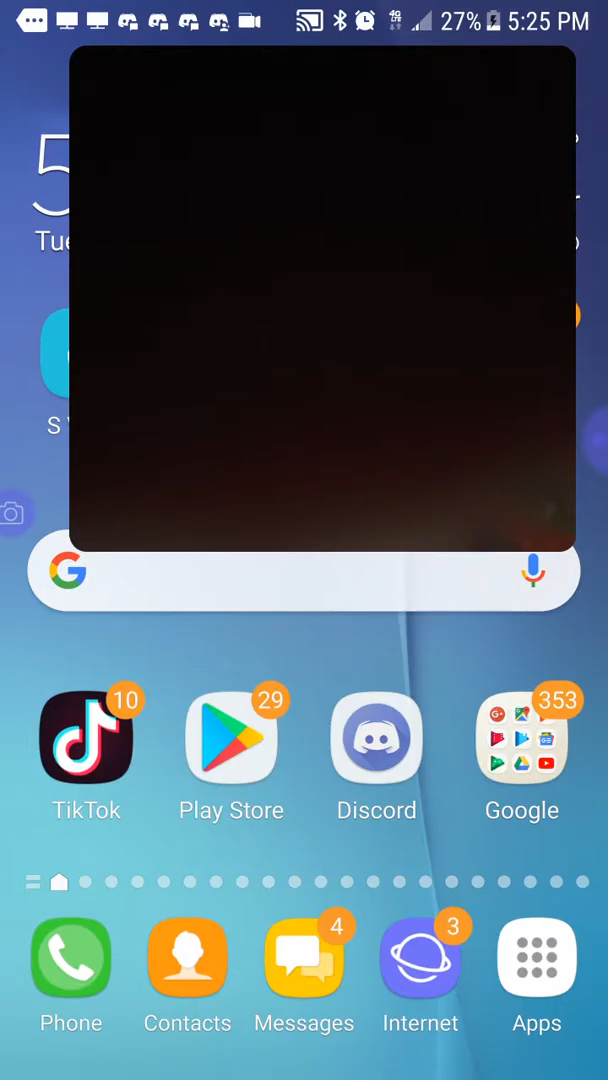 27% 5:25 PM
5
Tue
S
10
29
353
TikTok
Play Store
Discord
Google
4
3
Phone
Contacts
Messages
Internet
Apps